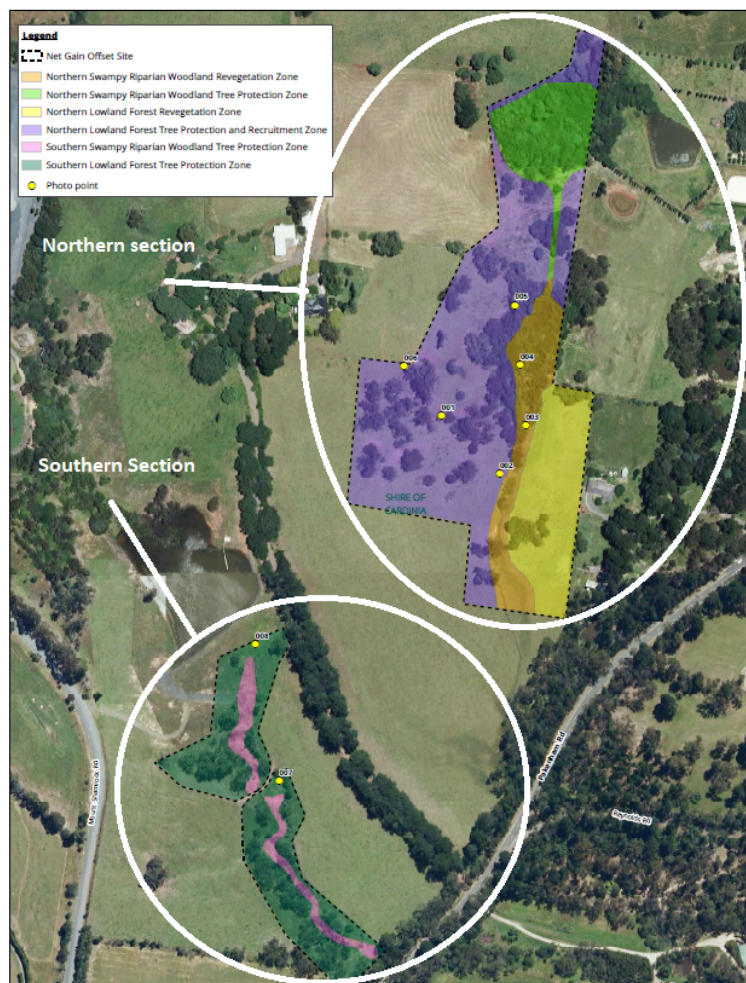 Legend
Net Gain Offset Site
Northern Swampy Riparian Woodland Revegetation Zone
Northern Swampy Riparian Woodland Tree Protection Zone
Northern Lowland Forest Revegetation Zone
Northern Lowland Forest Tree Protection and Recruitment Zone
Southern Swampy Riparian Woodland Tree Protection Zone
Southern Lowland Forest Tree Protection Zone
Photo point
Northern section
005
004
006
001
003
Southern Section
002
SHIRE OF
CARDINIA
008
Pakenham Rd
007
Mount Shamrock Rd
Reynolds Rd